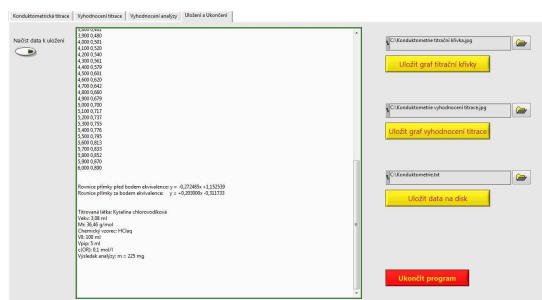 Konduktometrická titrace
Vyhodnocení titrace
Vyhodnocení analýzy
Uložení a Ukončení
Načíst data k uložení
3,900 0,480
4,000 0,501
4,100 0,520
4,200 0,540
4,300 0,561
4,400 0,579
4,500 0,601
4,600 0,620
4,700 0,642
4,800 0,660
4,900 0,679
5,000 0,700
5,100 0,717
5,200 0,737
5,300 0,755
5,400 0,776
5,500 0,795
5,600 0,813
5,700 0,833
5,800 0,852
5,900 0,870
6,000 0,890
Rovnice přímky před bodem ekvivalence: y = -0,272485x +1,152539
Rovnice přímky za bodem ekvivalence: y = +0,203000x -0,311733
Titrovaná látka: Kyselina chlorovodíková
Vekv: 3,08 ml
Mr: 36,46 g/mol
Chemický vzorec: HClaq
V0: 100 ml
Vpip: 5 ml
c(OR): 0,1 mol/l
Výsledek analýzy: m = 225 mg
C:\Konduktometrie titrační křivka.jpg
Uložit graf titrační křivky
C:\Konduktometrie vyhodnocení titrace.jpg
Uložit graf vyhodnocení titrace
C:\Konduktometrie.txt
Uložit data na disk
Ukončit program